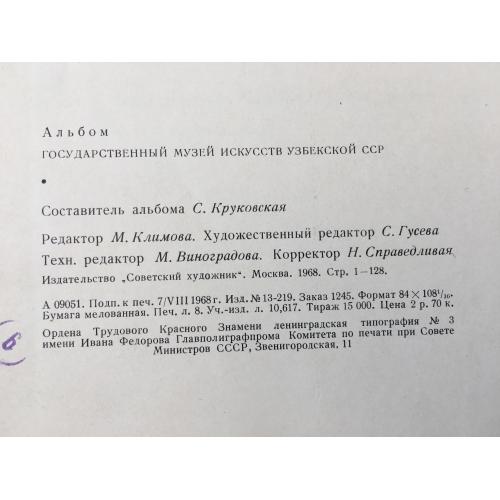 Альбом
ГОСУДАРСТВЕННЫЙ МУЗЕЙ ИСКУССТВ УЗБЕКСКОЙ ССР
•
Составитель альбома С. Круковская
Редактор М. Климова. Художественный редактор С. Гусева
Техн. редактор М. Виноградова. Корректор Н. Справедливая
Издательство „Советский художник“. Москва. 1968. Стр. 1—128.
А 09051. Подп. к печ. 7/VIII 1968 г. Изд. № 13-219. Заказ 1245. Формат 84×108¹/₁₆.
Бумага мелованная. Печ. л. 8. Уч.-изд. л. 10,617. Тираж 15 000. Цена 2 р. 70 к.
Ордена Трудового Красного Знамени ленинградская типография № 3
имени Ивана Федорова Главполиграфпрома Комитета по печати при Совете
Министров СССР, Звенигородская, 11
(6)